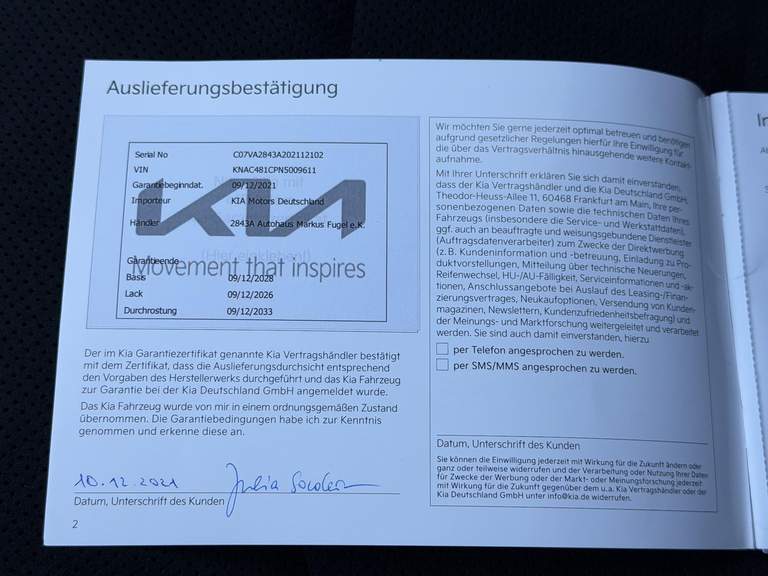 Auslieferungsbestätigung
Serial No C07VA2843A202112102
VIN KNAC481CPN5009611
Garantiebeginndat. 09/12/2021
Importeur KIA Motors Deutschland
Händler 2843A Autohaus Markus Fugel e.K.
KIA
Movement that inspires
Garantieende
Basis 09/12/2028
Lack 09/12/2026
Durchrostung 09/12/2033
Der im Kia Garantiezertifikat genannte Kia Vertragshändler bestätigt
mit dem Zertifikat, dass die Auslieferungsdurchsicht entsprechend
den Vorgaben des Herstellerwerks durchgeführt und das Kia Fahrzeug
zur Garantie bei der Kia Deutschland GmbH angemeldet wurde.
Das Kia Fahrzeug wurde von mir in einem ordnungsgemäßen Zustand
übernommen. Die Garantiebedingungen habe ich zur Kenntnis
genommen und erkenne diese an.
10.12.2021 Julia
Datum, Unterschrift des Kunden
2
Wir möchten Sie gerne jederzeit optimal betreuen und benötigen
aufgrund gesetzlicher Regelungen hierfür Ihre Einwilligung für
die über das Vertragsverhältnis hinausgehende weitere Kontakt-
aufnahme.
Mit Ihrer Unterschrift erklären Sie sich damit einverstanden,
dass der Kia Vertragshändler und die Kia Deutschland GmbH,
Theodor-Heuss-Allee 11, 60468 Frankfurt am Main, Ihre per-
sonenbezogenen Daten sowie die technischen Daten Ihres
Fahrzeugs (insbesondere die Service- und Werkstattdaten),
ggf. auch an beauftragte und weisungsgebundene Dienstleister
(Auftragsdatenverarbeiter) zum Zwecke der Direktwerbung
(z.B. Kundeninformation und -betreuung, Einladung zu Pro-
duktvorstellungen, Mitteilung über technische Neuerungen,
Reifenwechsel, HU-/AU-Fälligkeit, Serviceinformationen und -ak-
tionen, Anschlussangebote bei Auslauf des Leasing-/Finan-
zierungsvertrages, Neukaufoptionen, Versendung von Kunden-
magazinen, Newslettern, Kundenzufriedenheitsbefragung) und
der Meinungs- und Marktforschung weitergeleitet und verarbeitet
werden. Sie sind auch damit einverstanden, hierzu
per Telefon angesprochen zu werden.
per SMS/MMS angesprochen zu werden.
Datum, Unterschrift des Kunden
Sie können die Einwilligung jederzeit mit Wirkung für die Zukunft ändern oder
ganz oder teilweise widerrufen und der Verarbeitung oder Nutzung Ihrer Daten
für Zwecke der Werbung oder der Markt- oder Meinungsforschung jederzeit
mit Wirkung für die Zukunft gegenüber dem u.a. Kia Vertragshändler oder der
Kia Deutschland GmbH unter info@kia.de widerrufen.